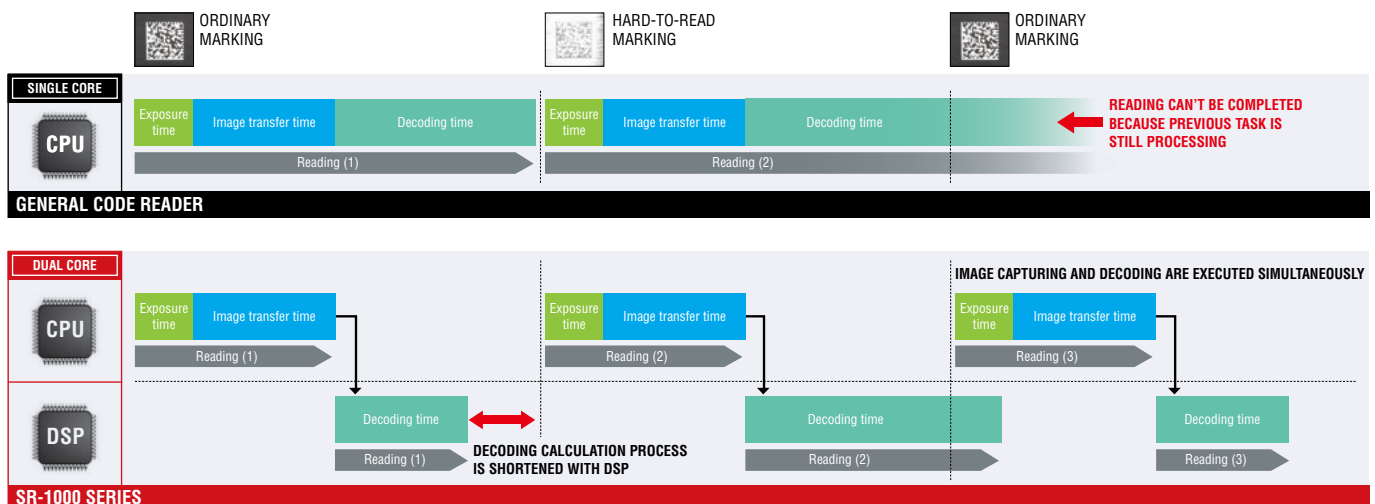 ORDINARY
MARKING
HARD-TO-READ
MARKING
ORDINARY
MARKING
SINGLE CORE
CPU
Exposure
time
Image transfer time
Decoding time
Reading (1)
Exposure
time
Image transfer time
Decoding time
Reading (2)
READING CAN'T BE COMPLETED
BECAUSE PREVIOUS TASK IS
STILL PROCESSING
GENERAL CODE READER
DUAL CORE
IMAGE CAPTURING AND DECODING ARE EXECUTED SIMULTANEOUSLY
CPU
Exposure
time
Image transfer time
Reading (1)
Exposure
time
Image transfer time
Reading (2)
Exposure
time
Image transfer time
Reading (3)
DSP
Decoding time
Reading (1)
DECODING CALCULATION PROCESS
IS SHORTENED WITH DSP
Decoding time
Reading (2)
Decoding time
Reading (3)
SR-1000 SERIES